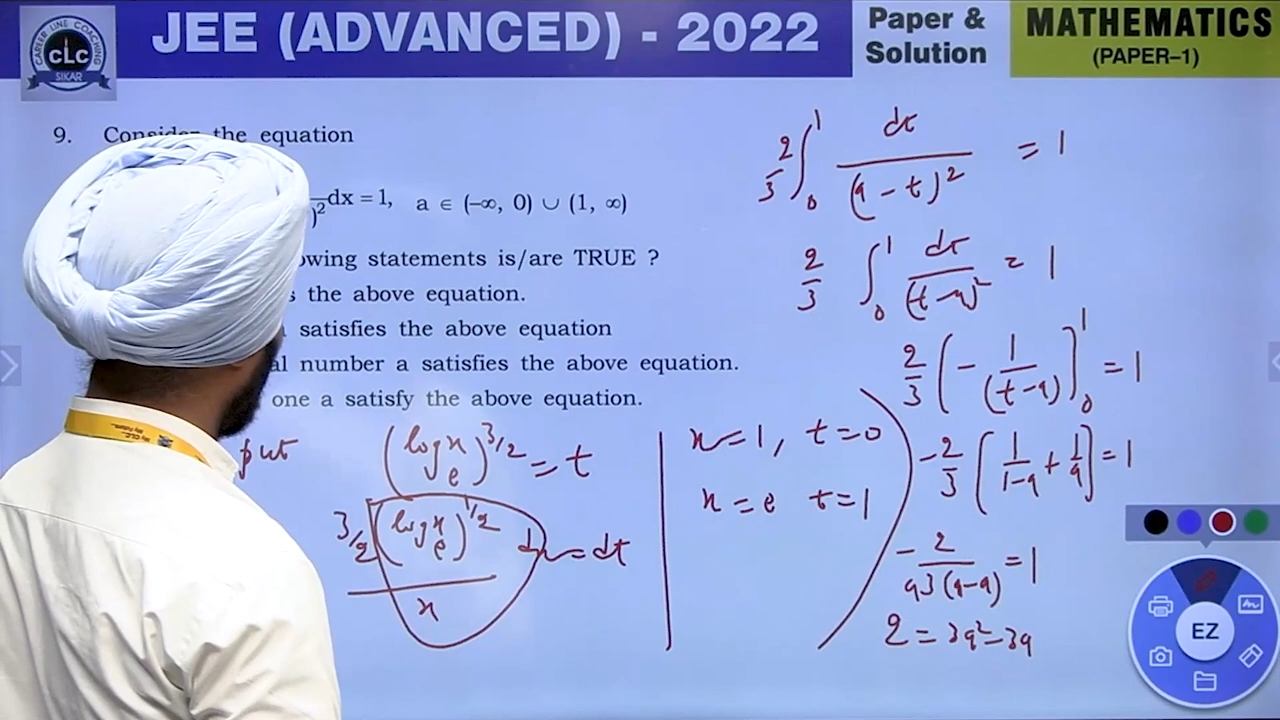 CAREER LINE COACHING
CLC
SIKAR
JEE (ADVANCED) - 2022
Paper &
Solution
MATHEMATICS
(PAPER–1)
9. Consider the equation
)² dx = 1, a ∈ (–∞, 0) ∪ (1, ∞)
owing statements is/are TRUE ?
s the above equation.
a satisfies the above equation
al number a satisfies the above equation.
one a satisfy the above equation.
put (log_e x)^{3/2} = t
3/2 (log_e x)^{1/2} / x dx = dt
x=1, t=0
x=e t=1
2/3 ∫₀¹ dt / (a-t)² = 1
2/3 ∫₀¹ dt / (t-a)² = 1
2/3 (- 1/(t-a))₀¹ = 1
-2/3 [1/(1-a) + 1/a] = 1
- 2 / a3(1-a) = 1
2 = 3a²-3a
EZ